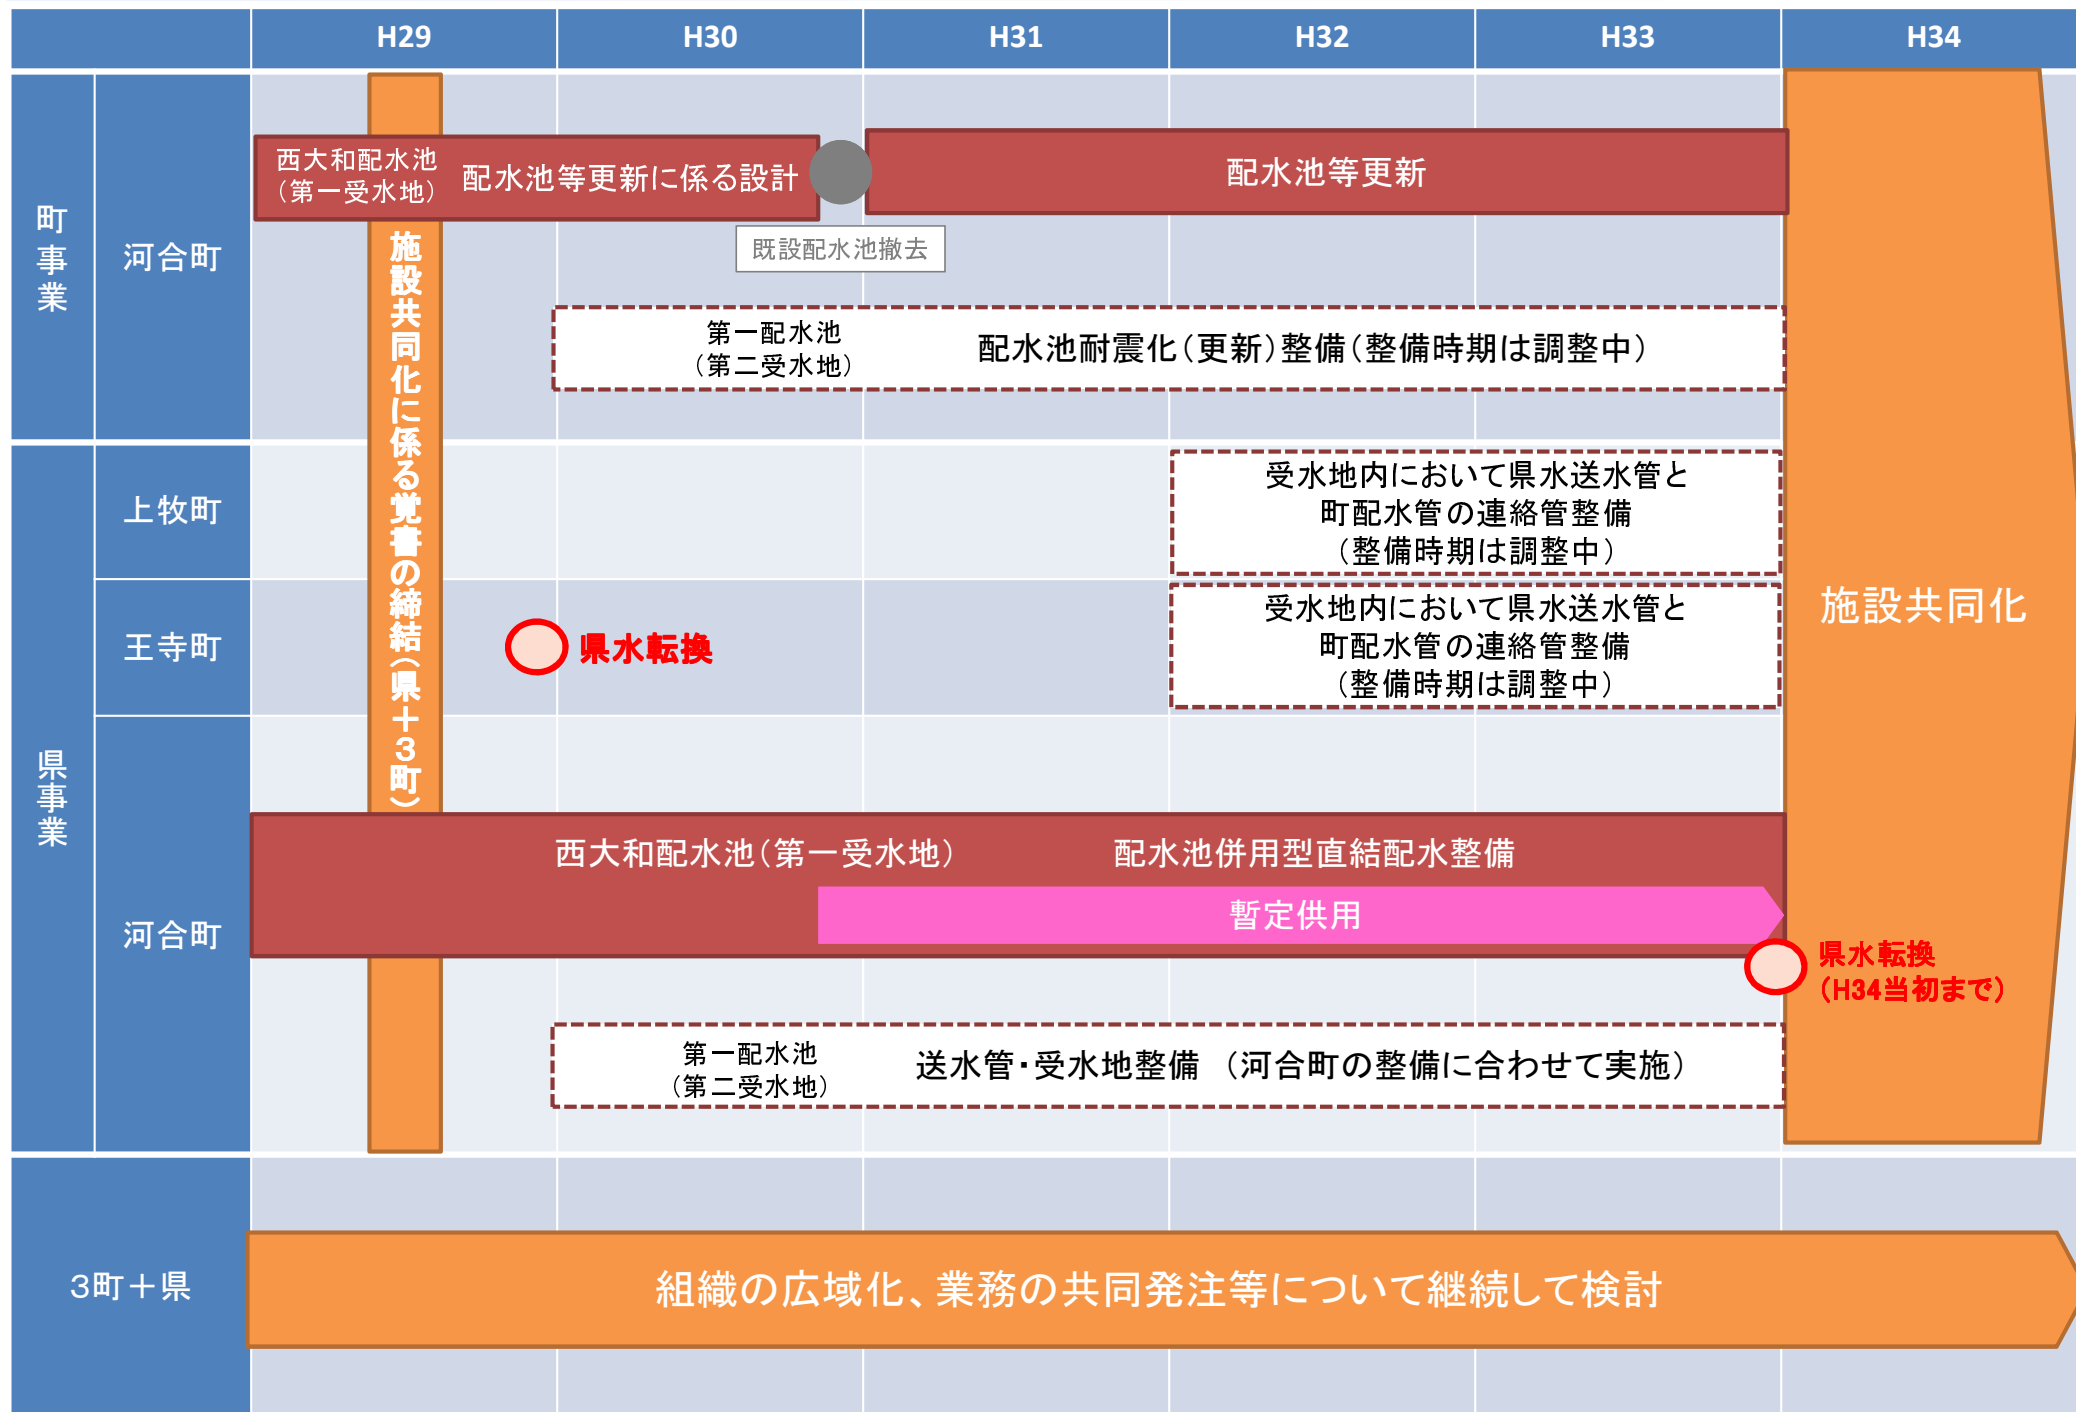 H29
H30
H31
H32
H33
H34
町事業
河合町
西大和配水池
（第一受水地）
配水池等更新に係る設計
配水池等更新
既設配水池撤去
第一配水池
（第二受水地）
配水池耐震化（更新）整備（整備時期は調整中）
施設共同化に係る覚書の締結（県＋３町）
県事業
上牧町
受水地内において県水送水管と
町配水管の連絡管整備
（整備時期は調整中）
王寺町
県水転換
受水地内において県水送水管と
町配水管の連絡管整備
（整備時期は調整中）
施設共同化
河合町
西大和配水池（第一受水地）
配水池併用型直結配水整備
暫定供用
県水転換
（H34当初まで）
第一配水池
（第二受水地）
送水管・受水地整備　（河合町の整備に合わせて実施）
３町＋県
組織の広域化、業務の共同発注等について継続して検討